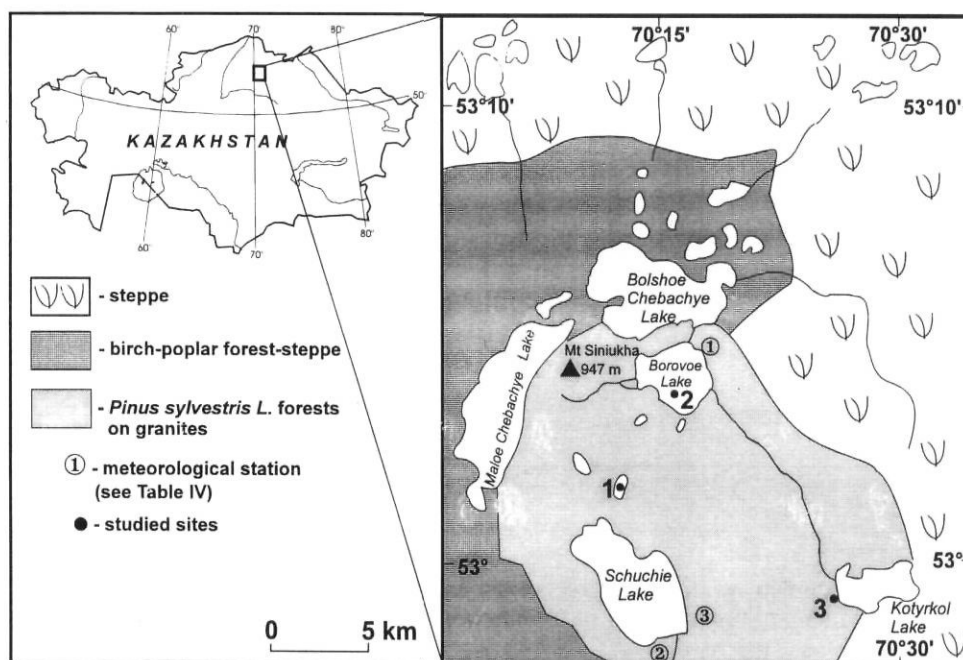 60°
70°
80°
50°
KAZAKHSTAN
60°
70°
80°
- steppe
- birch-poplar forest-steppe
- Pinus sylvestris L. forests
on granites
① - meteorological station
(see Table IV)
- studied sites
0 5 km
70°15'
70°30'
53°10'
53°10'
Bolshoe
Chebachye
Lake
Maloe Chebachye Lake
Mt Siniukha
947 m
①
Borovoe
Lake
2
1
53°
53°
Schuchie
Lake
③
②
3
Kotyrkol
Lake
70°30'